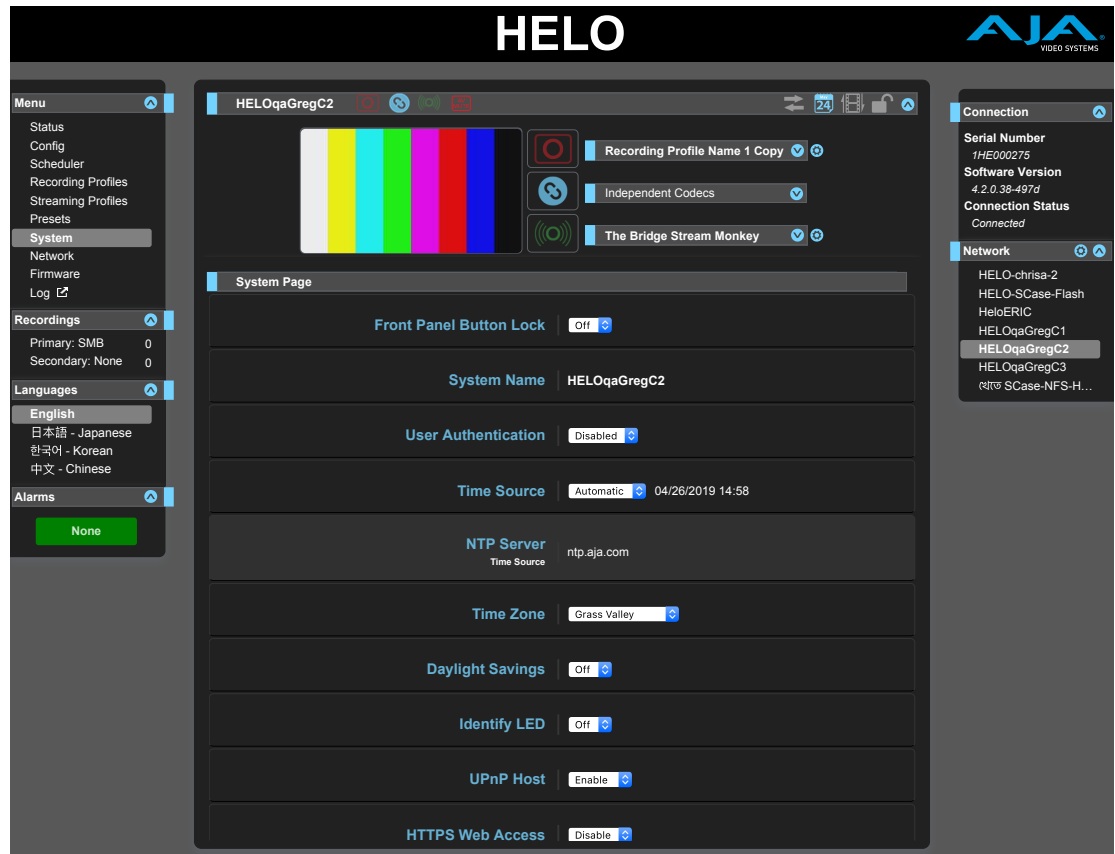 HELO
AJA
VIDEO SYSTEMS
Menu
Status
Config
Scheduler
Recording Profiles
Streaming Profiles
Presets
System
Network
Firmware
Log
Recordings
Primary: SMB 0
Secondary: None 0
Languages
English
日本語 - Japanese
한국어 - Korean
中文 - Chinese
Alarms
None
HELOqaGregC2
24
Recording Profile Name 1 Copy
Independent Codecs
The Bridge Stream Monkey
System Page
Front Panel Button Lock Off
System Name HELOqaGregC2
User Authentication Disabled
Time Source Automatic 04/26/2019 14:58
NTP Server ntp.aja.com
Time Source
Time Zone Grass Valley
Daylight Savings Off
Identify LED Off
UPnP Host Enable
HTTPS Web Access Disable
Connection
Serial Number
1HE000275
Software Version
4.2.0.38-497d
Connection Status
Connected
Network
HELO-chrisa-2
HELO-SCase-Flash
HeloERIC
HELOqaGregC1
HELOqaGregC2
HELOqaGregC3
SCase-NFS-H...